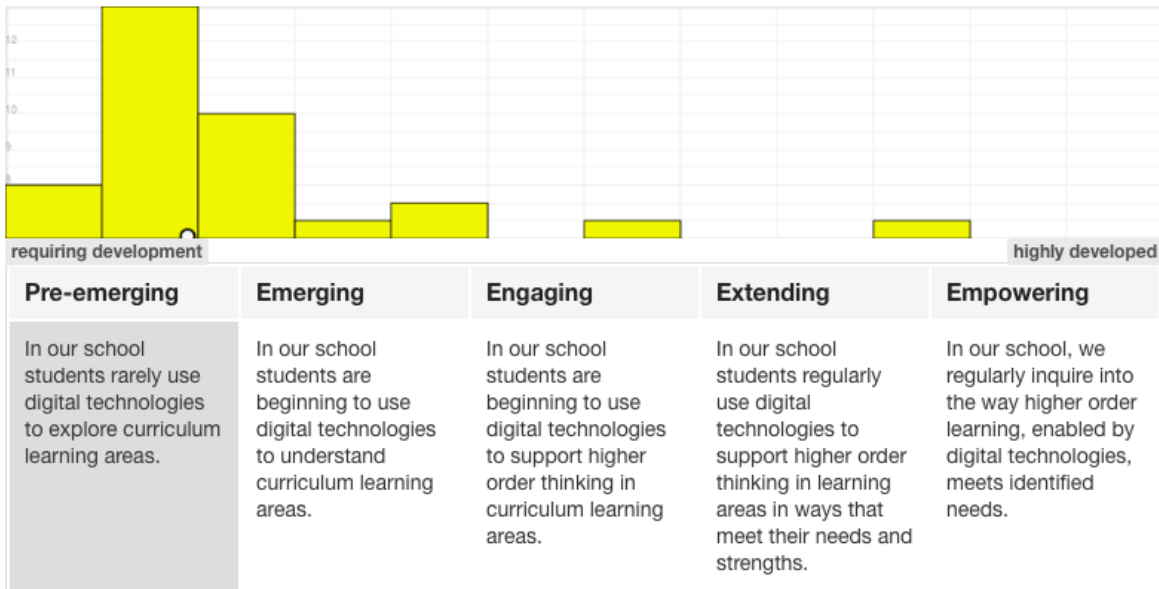 12
11
10
9
8
requiring development
highly developed
Pre-emerging
Emerging
Engaging
Extending
Empowering
In our school
students rarely use
digital technologies
to explore curriculum
learning areas.
In our school
students are
beginning to use
digital technologies
to understand
curriculum learning
areas.
In our school
students are
beginning to use
digital technologies
to support higher
order thinking in
curriculum learning
areas.
In our school
students regularly
use digital
technologies to
support higher order
thinking in learning
areas in ways that
meet their needs and
strengths.
In our school, we
regularly inquire into
the way higher order
learning, enabled by
digital technologies,
meets identified
needs.